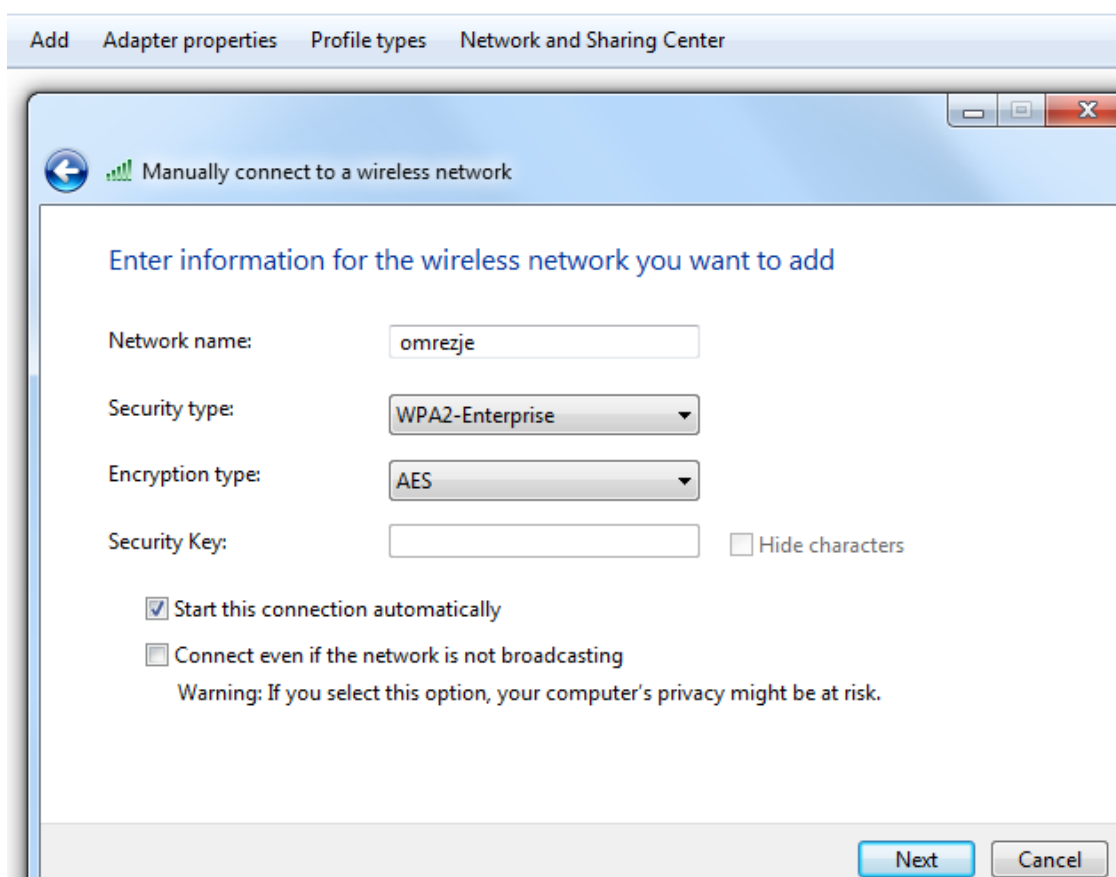 Add Adapter properties Profile types Network and Sharing Center
Manually connect to a wireless network
Enter information for the wireless network you want to add
Network name: omrezje
Security type: WPA2-Enterprise
Encryption type: AES
Security Key: Hide characters
Start this connection automatically
Connect even if the network is not broadcasting
Warning: If you select this option, your computer's privacy might be at risk.
Next Cancel